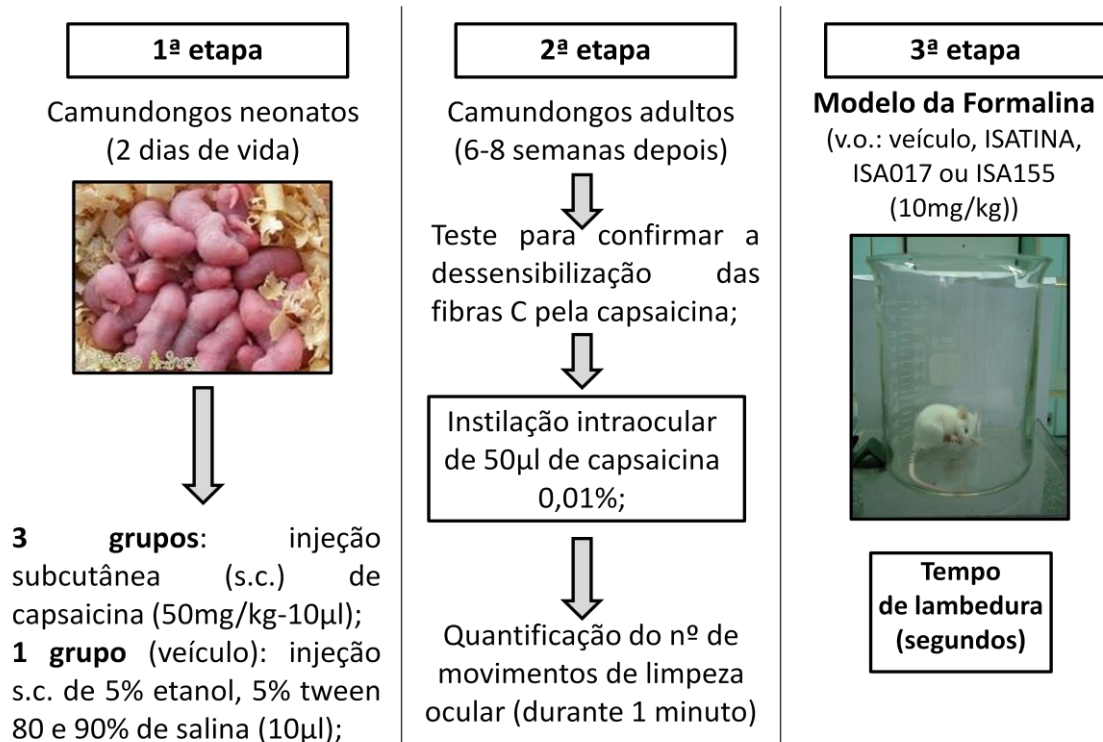 1ª etapa
Camundongos neonatos
(2 dias de vida)
3 grupos: injeção
subcutânea (s.c.) de
capsaicina (50mg/kg-10µl);
1 grupo (veículo): injeção
s.c. de 5% etanol, 5% tween
80 e 90% de salina (10µl);
2ª etapa
Camundongos adultos
(6-8 semanas depois)
Teste para confirmar a
dessensibilização das
fibras C pela capsaicina;
Instilação intraocular
de 50µl de capsaicina
0,01%;
Quantificação do nº de
movimentos de limpeza
ocular (durante 1 minuto)
3ª etapa
Modelo da Formalina
(v.o.: veículo, ISATINA,
ISA017 ou ISA155
(10mg/kg))
Tempo
de lambedura
(segundos)